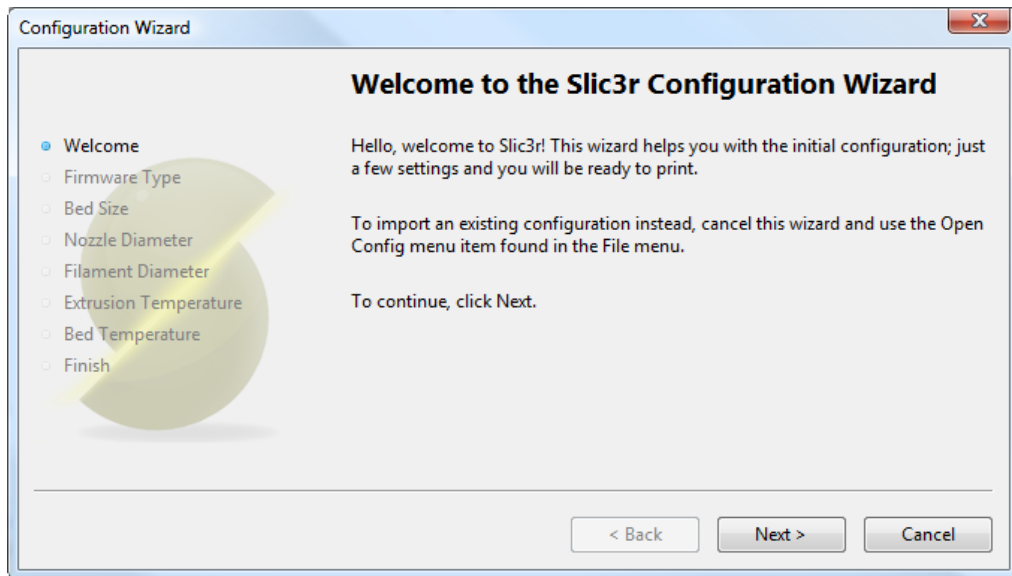 Configuration Wizard
Welcome to the Slic3r Configuration Wizard
Welcome
Firmware Type
Bed Size
Nozzle Diameter
Filament Diameter
Extrusion Temperature
Bed Temperature
Finish
Hello, welcome to Slic3r! This wizard helps you with the initial configuration; just
a few settings and you will be ready to print.
To import an existing configuration instead, cancel this wizard and use the Open
Config menu item found in the File menu.
To continue, click Next.
< Back
Next >
Cancel